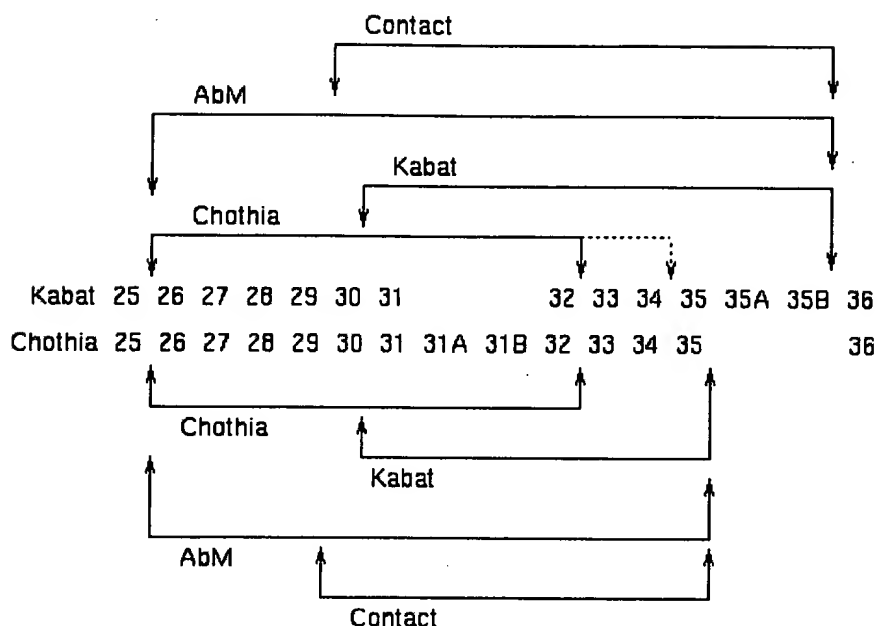 Contact
AbM
Kabat
Chothia
Kabat 25 26 27 28 29 30 31 32 33 34 35 35A 35B 36
Chothia 25 26 27 28 29 30 31 31A 31B 32 33 34 35 36
Chothia
Kabat
AbM
Contact